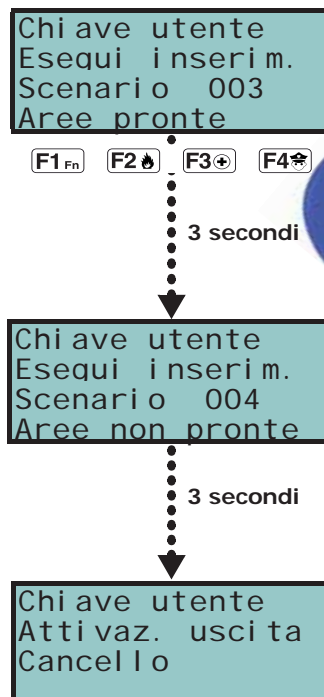 Chiave utente
Esegui inserim.
Scenario 003
Aree pronte
F1 Fn F2 F3 F4
3 secondi
Chiave utente
Esegui inserim.
Scenario 004
Aree non pronte
3 secondi
Chiave utente
Attivaz. uscita
Cancello